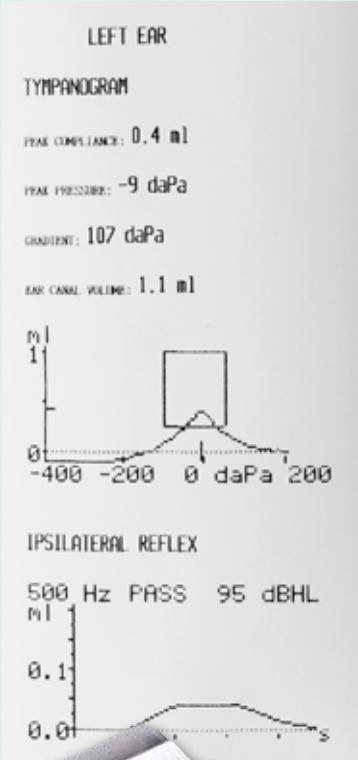 LEFT EAR
TYMPANOGRAM
PEAK COMPLIANCE: 0.4 ml
PEAK PRESSURE: -9 daPa
GRADIENT: 107 daPa
EAR CANAL VOLUME: 1.1 ml
ml
1
0
-400 -200 0 daPa 200
IPSILATERAL REFLEX
500 Hz PASS 95 dBHL
ml
0.1
0.0 S